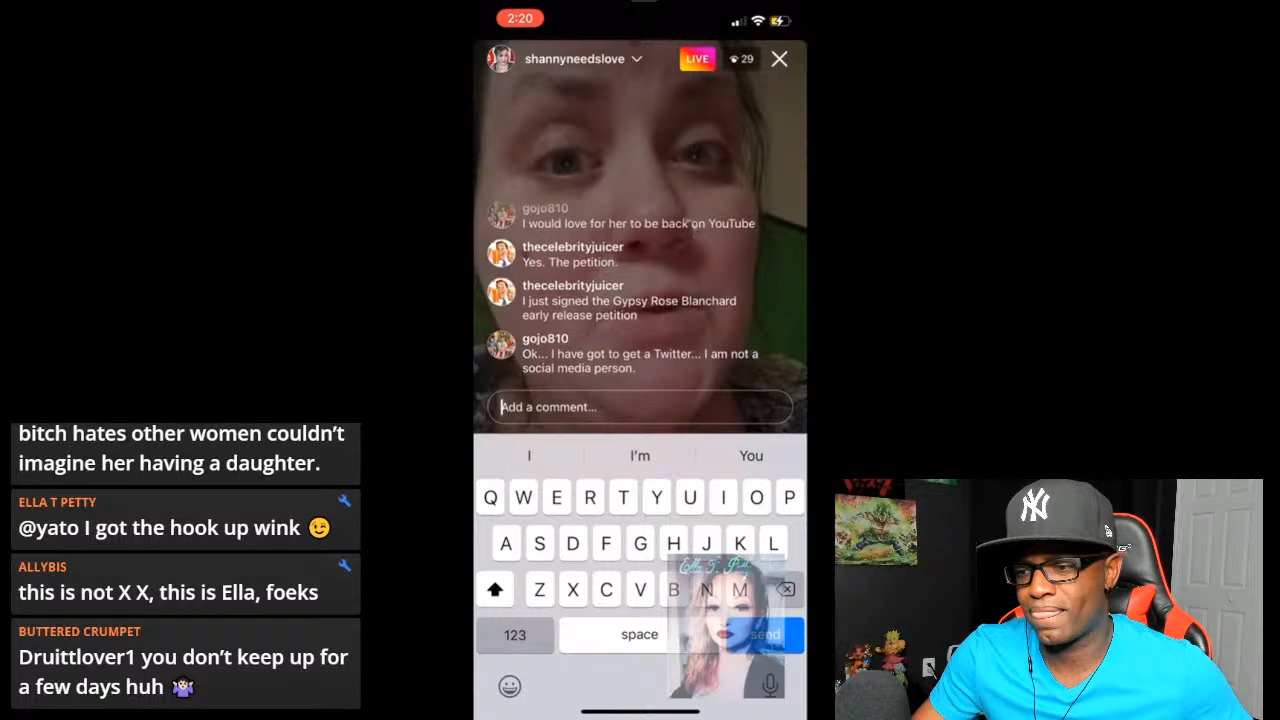 2:20
shannyneedslove
LIVE
29
gojo810
I would love for her to be back on YouTube
thecelebrityjuicer
Yes. The petition.
thecelebrityjuicer
I just signed the Gypsy Rose Blanchard
early release petition
gojo810
Ok... I have got to get a Twitter... I am not a
social media person.
Add a comment...
I I'm You
Q W E R T Y U I O P
A S D F G H J K L
Z X C V B N M
123 space send
Ella T. Petty
bitch hates other women couldn't
imagine her having a daughter.
ELLA T PETTY
@yato I got the hook up wink 😉
ALLYBIS
this is not X X, this is Ella, foeks
BUTTERED CRUMPET
Druittlover1 you don't keep up for
a few days huh 🤷🏻‍♀️
NY